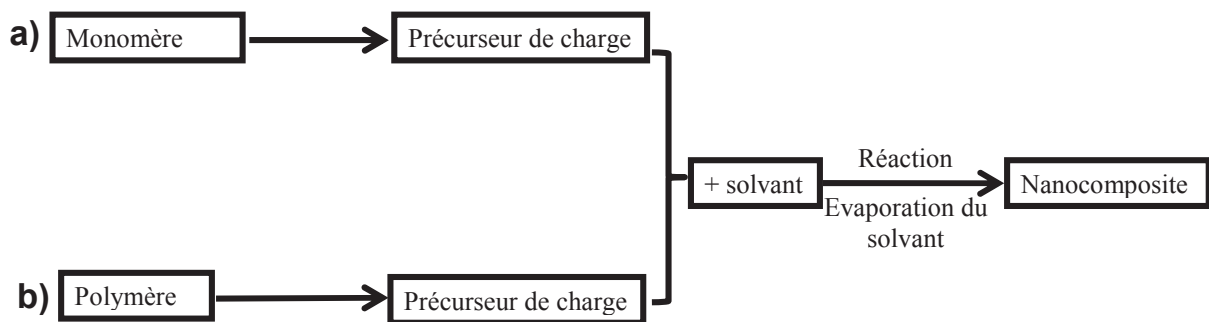 a) Monomère
Précurseur de charge
+ solvant
Réaction
Evaporation du
solvant
Nanocomposite
b) Polymère
Précurseur de charge